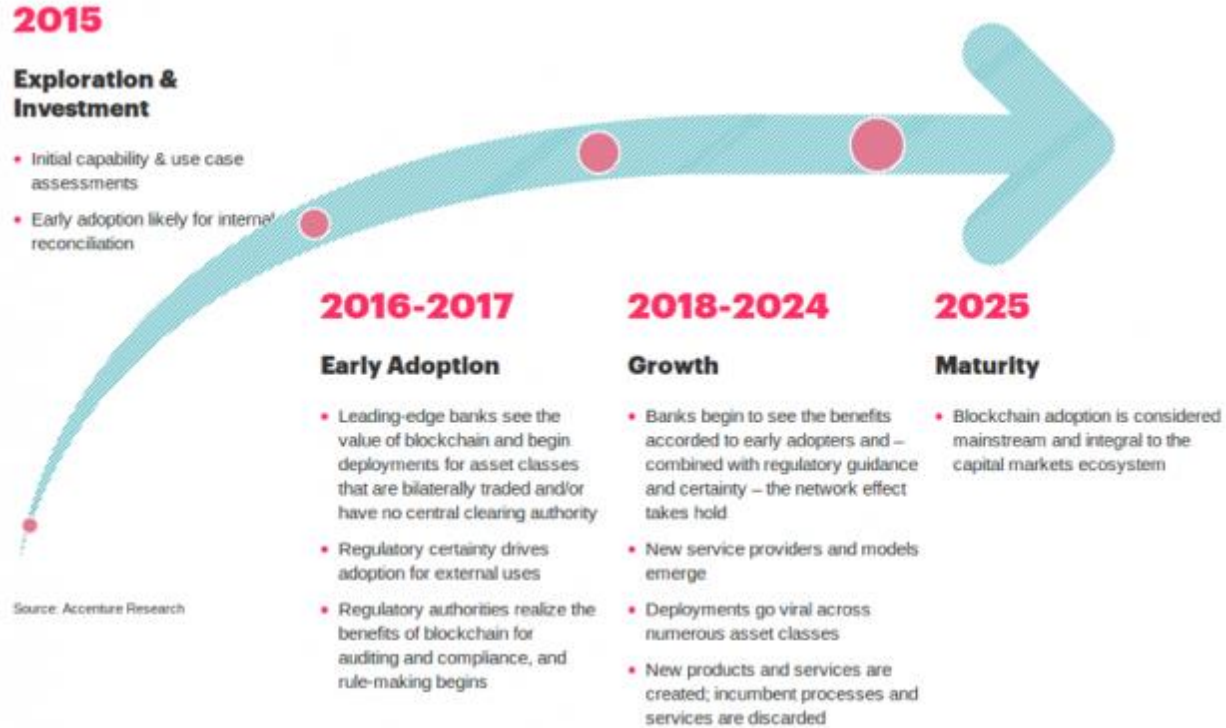 2015
Exploration &
Investment
• Initial capability & use case
assessments
• Early adoption likely for internal
reconciliation
2016-2017
Early Adoption
• Leading-edge banks see the
value of blockchain and begin
deployments for asset classes
that are bilaterally traded and/or
have no central clearing authority
• Regulatory certainty drives
adoption for external uses
• Regulatory authorities realize the
benefits of blockchain for
auditing and compliance, and
rule-making begins
2018-2024
Growth
• Banks begin to see the benefits
accorded to early adopters and –
combined with regulatory guidance
and certainty – the network effect
takes hold
• New service providers and models
emerge
• Deployments go viral across
numerous asset classes
• New products and services are
created; incumbent processes and
services are discarded
2025
Maturity
• Blockchain adoption is considered
mainstream and integral to the
capital markets ecosystem
Source: Accenture Research